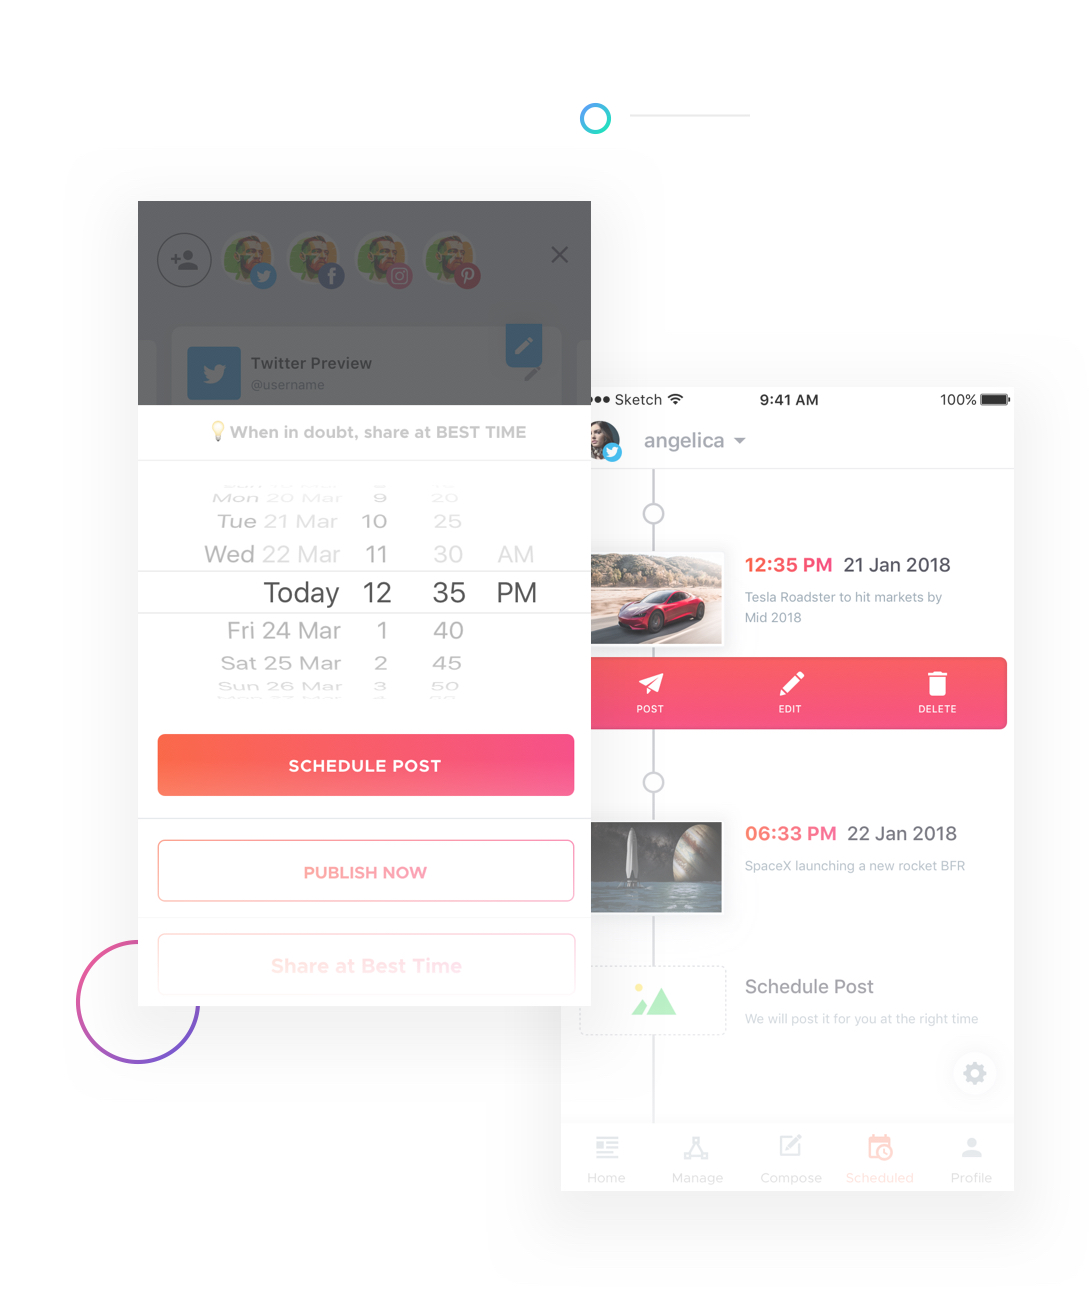 Twitter Preview
@username
When in doubt, share at BEST TIME
Mon 20 Mar 9 20
Tue 21 Mar 10 25
Wed 22 Mar 11 30 AM
Today 12 35 PM
Fri 24 Mar 1 40
Sat 25 Mar 2 45
Sun 26 Mar 3 50
SCHEDULE POST
PUBLISH NOW
Share at Best Time
Sketch 9:41 AM 100%
angelica
12:35 PM 21 Jan 2018
Tesla Roadster to hit markets by
Mid 2018
POST EDIT DELETE
06:33 PM 22 Jan 2018
SpaceX launching a new rocket BFR
Schedule Post
We will post it for you at the right time
Home Manage Compose Scheduled Profile